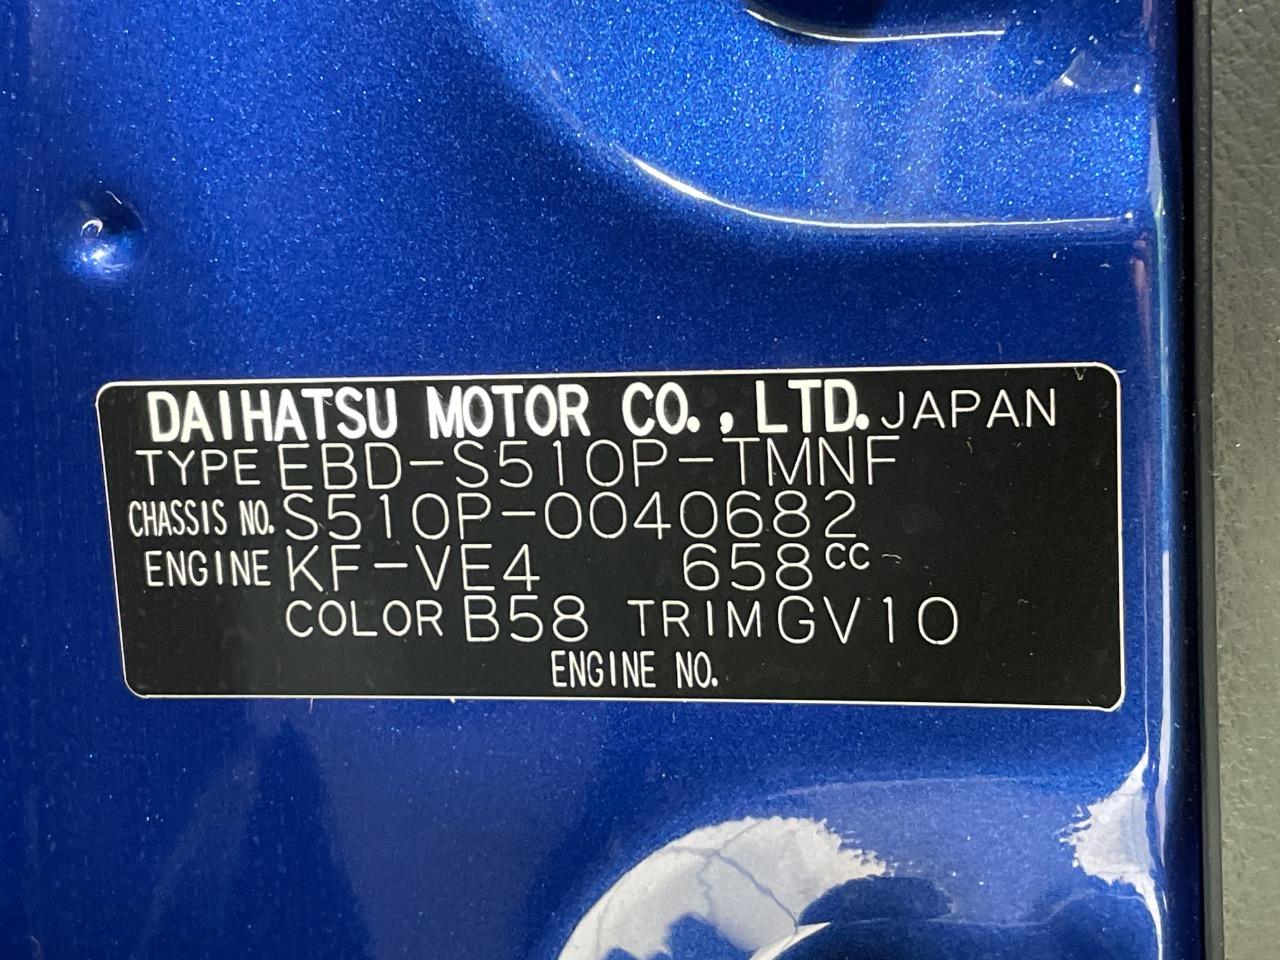 DAIHATSU MOTOR CO., LTD. JAPAN
TYPE EBD-S510P-TMNF
CHASSIS NO. S510P-0040682
ENGINE KF-VE4 658cc
COLOR B58 TRIM GV10
ENGINE NO.